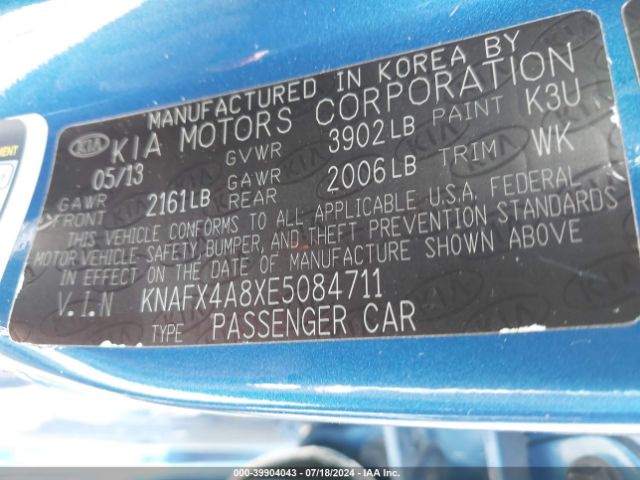 MANUFACTURED IN KOREA BY
KIA KIA MOTORS CORPORATION
05/13 GVWR 3902LB PAINT K3U
GAWR FRONT 2161LB GAWR REAR 2006LB TRIM WK
THIS VEHICLE CONFORMS TO ALL APPLICABLE U.S.A. FEDERAL
MOTOR VEHICLE SAFETY, BUMPER, AND THEFT PREVENTION STANDARDS
IN EFFECT ON THE DATE OF MANUFACTURE SHOWN ABOVE
V.I.N KNAFX4A8XE5084711
TYPE PASSENGER CAR
000-39904043 - 07/18/2024 - IAA Inc.